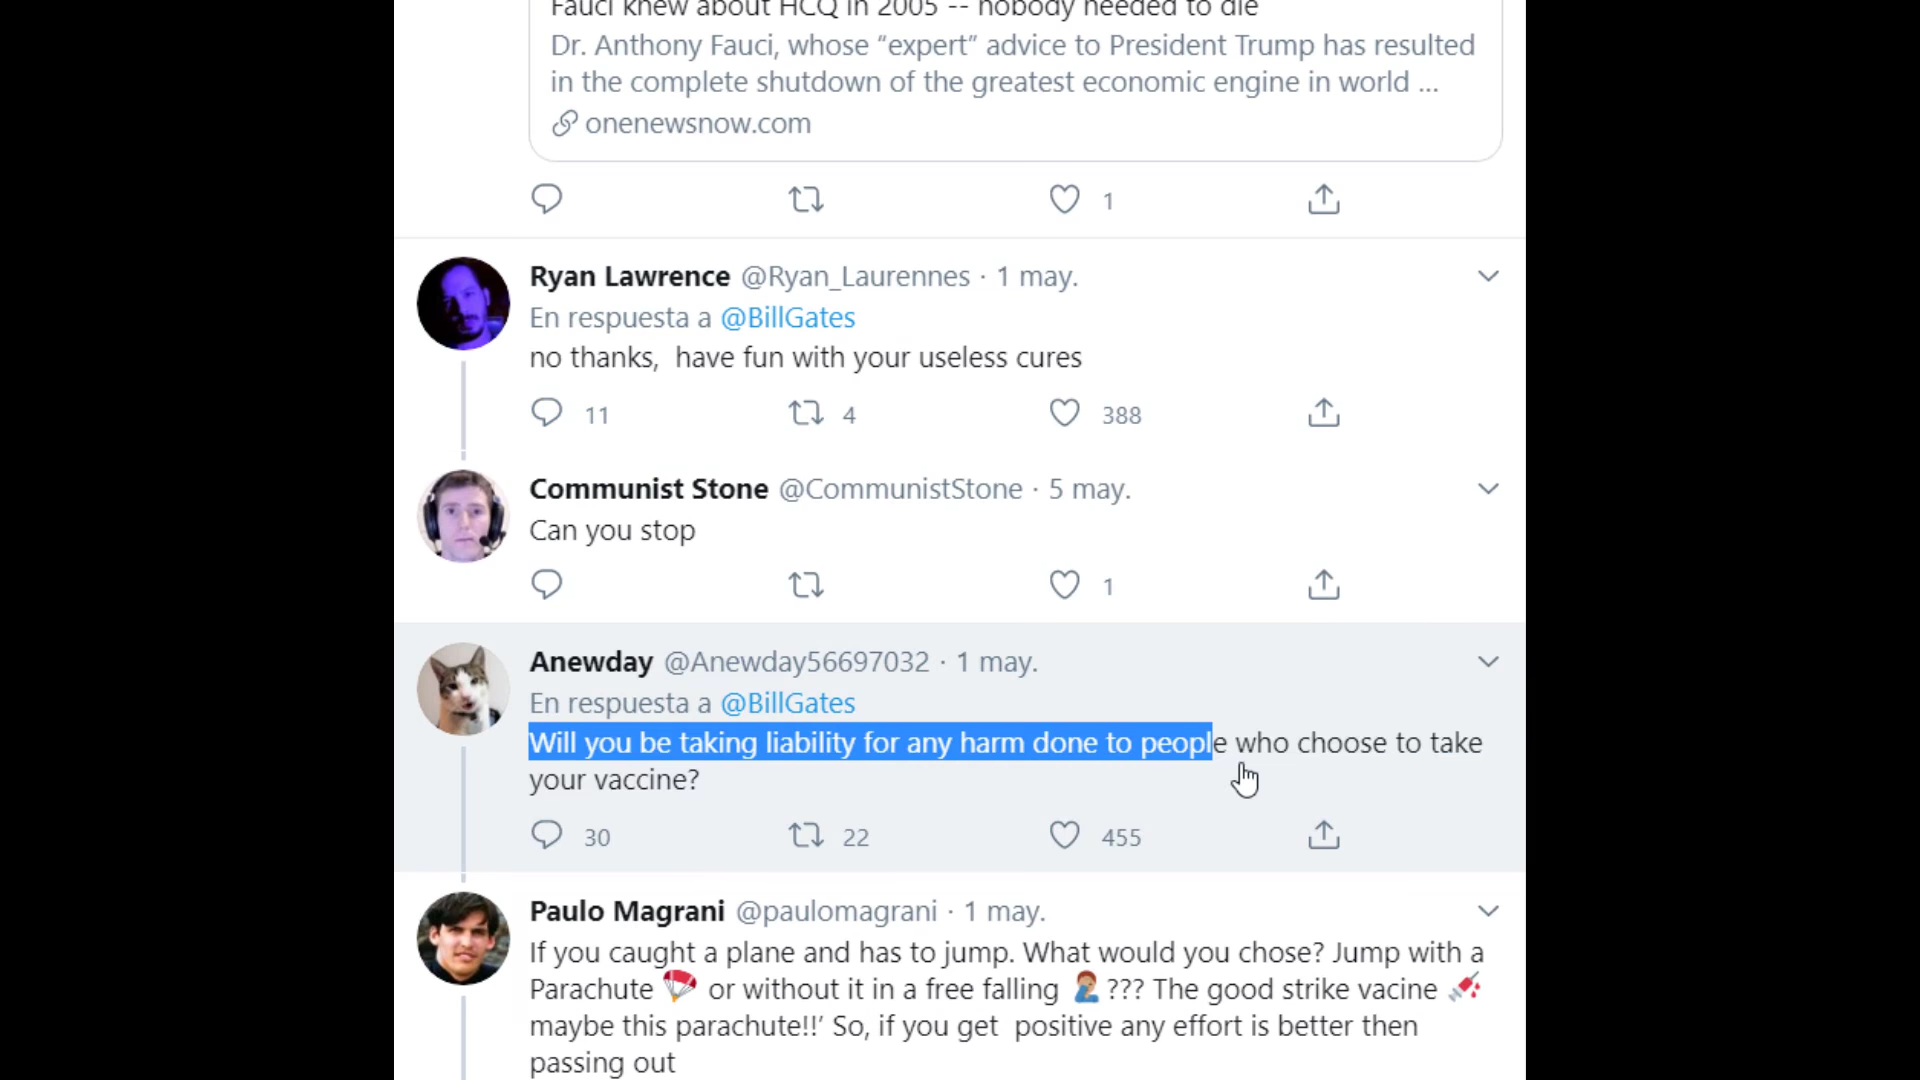 Fauci knew about HCQ in 2005 -- nobody needed to die
Dr. Anthony Fauci, whose “expert” advice to President Trump has resulted
in the complete shutdown of the greatest economic engine in world ...
onenewsnow.com
1
Ryan Lawrence @Ryan_Laurennes · 1 may.
En respuesta a @BillGates
no thanks,  have fun with your useless cures
11 4 388
Communist Stone @CommunistStone · 5 may.
Can you stop
1
Anewday @Anewday56697032 · 1 may.
En respuesta a @BillGates
Will you be taking liability for any harm done to people who choose to take
your vaccine?
30 22 455
Paulo Magrani @paulomagrani · 1 may.
If you caught a plane and has to jump. What would you chose? Jump with a
Parachute 🪂 or without it in a free falling 🤦🏽‍♂️??? The good strike vacine 💉
maybe this parachute!!’ So, if you get  positive any effort is better then
passing out